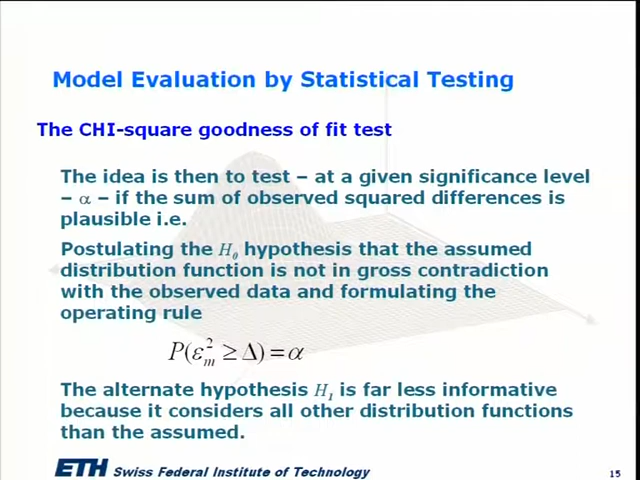 Model Evaluation by Statistical Testing
The CHI-square goodness of fit test
The idea is then to test – at a given significance level
– α – if the sum of observed squared differences is
plausible i.e.
Postulating the H₀ hypothesis that the assumed
distribution function is not in gross contradiction
with the observed data and formulating the
operating rule
P(ε²ₘ ≥ Δ) = α
The alternate hypothesis H₁ is far less informative
because it considers all other distribution functions
than the assumed.
ETH Swiss Federal Institute of Technology
15